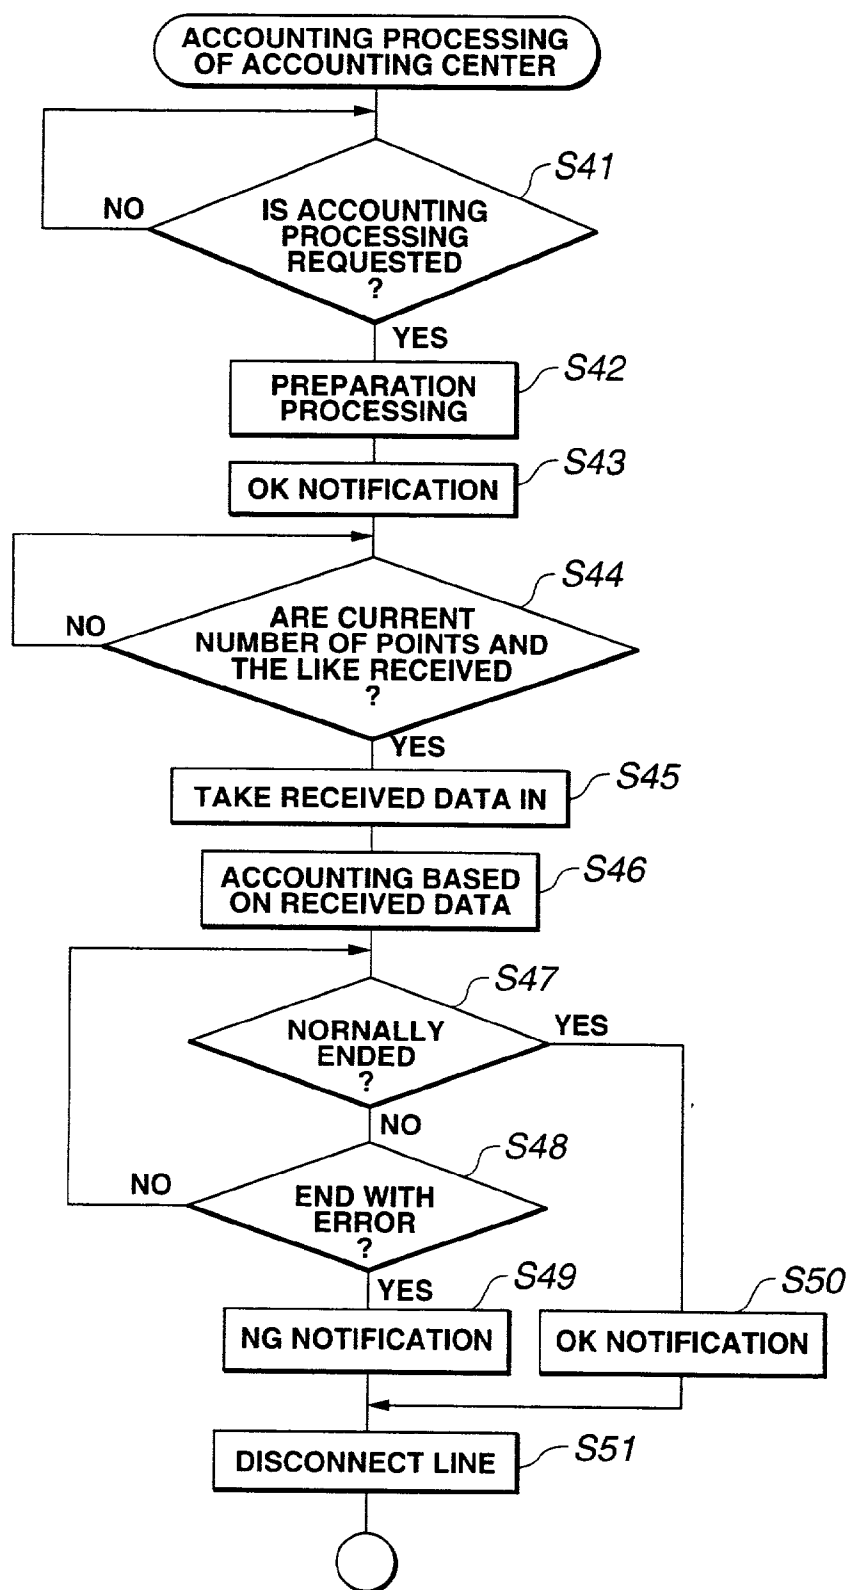 ACCOUNTING PROCESSING
OF ACCOUNTING CENTER
S41
NO
IS ACCOUNTING
PROCESSING
REQUESTED
?
YES
S42
PREPARATION
PROCESSING
S43
OK NOTIFICATION
S44
NO
ARE CURRENT
NUMBER OF POINTS AND
THE LIKE RECEIVED
?
YES
S45
TAKE RECEIVED DATA IN
S46
ACCOUNTING BASED
ON RECEIVED DATA
S47
YES
NORNALLY
ENDED
?
NO
S48
NO
END WITH
ERROR
?
YES
S49
NG NOTIFICATION
S50
OK NOTIFICATION
S51
DISCONNECT LINE